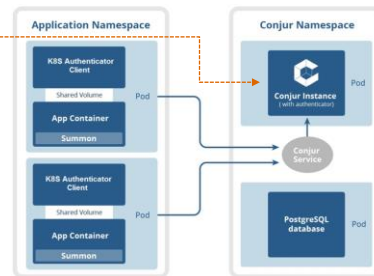 Application Namespace
K8S Authenticator
Client
Shared Volume
Pod
App Container
Summon
K8S Authenticator
Client
Shared Volume
Pod
App Container
Summon
Conjur Namespace
Conjur Instance
(with authenticator)
Pod
Conjur
Service
PostgreSQL
database
Pod